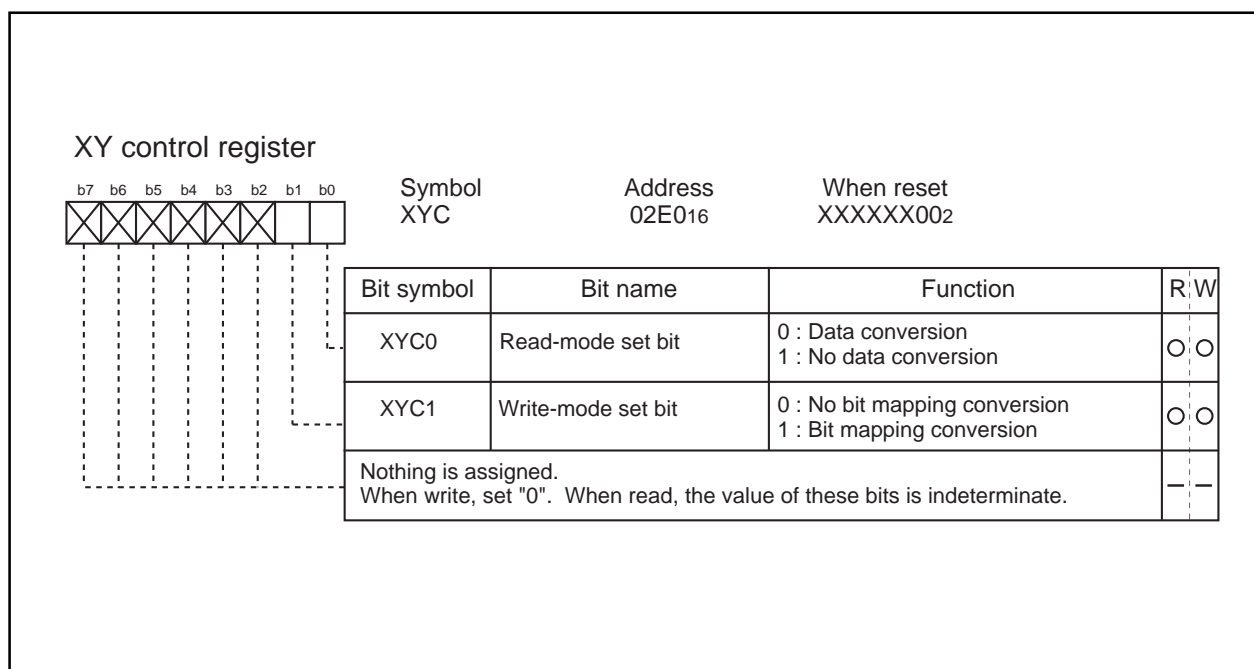 XY control register
b7 b6 b5 b4 b3 b2 b1 b0
Symbol Address When reset
XYC 02E016 XXXXXX002
Bit symbol Bit name Function R W
XYC0 Read-mode set bit 0 : Data conversion
1 : No data conversion
XYC1 Write-mode set bit 0 : No bit mapping conversion
1 : Bit mapping conversion
Nothing is assigned.
When write, set "0". When read, the value of these bits is indeterminate.